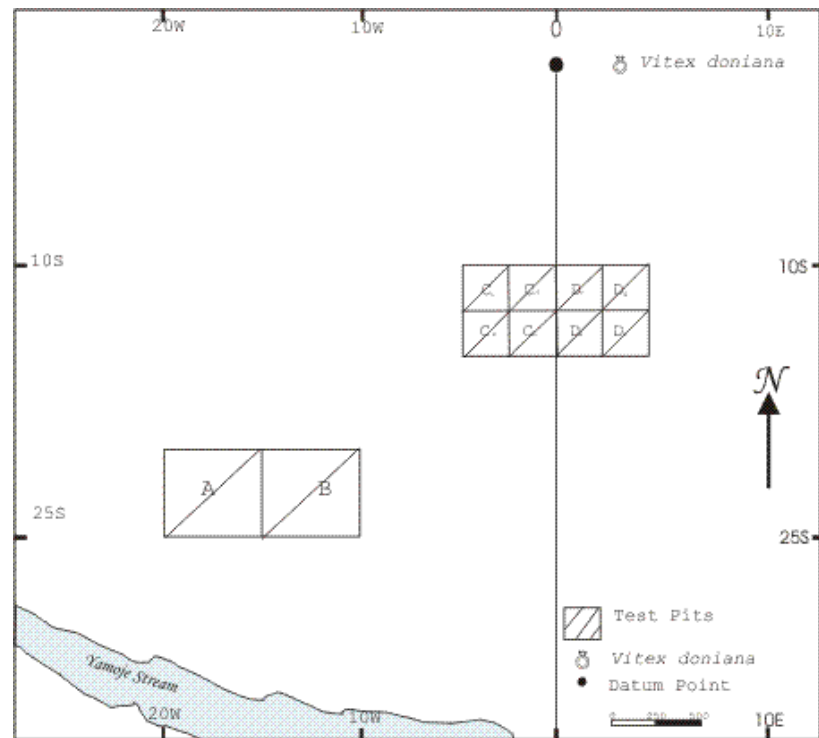 20W 10W 0 10E
Vitex doniana
10S 10S
C C D D
C C D D
N
A B
25S 25S
Test Pits
Yamoje Stream
Vitex doniana
Datum Point
20W 10W 0 10E